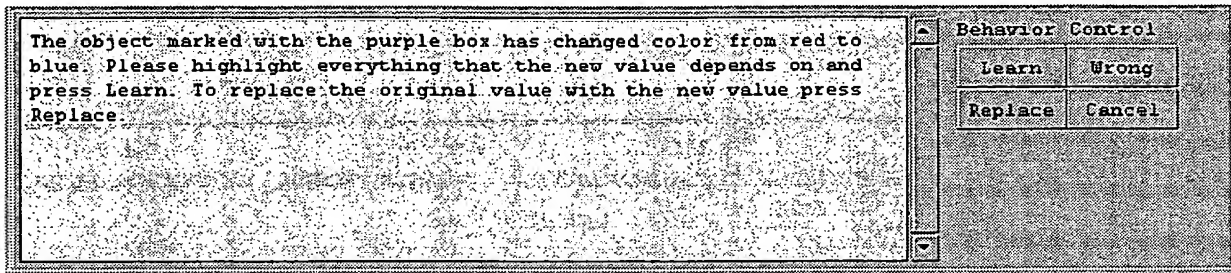 The object marked with the purple box has changed color from red to
blue. Please highlight everything that the new value depends on and
press Learn. To replace the original value with the new value press
Replace.
Behavior Control
Learn Wrong
Replace Cancel